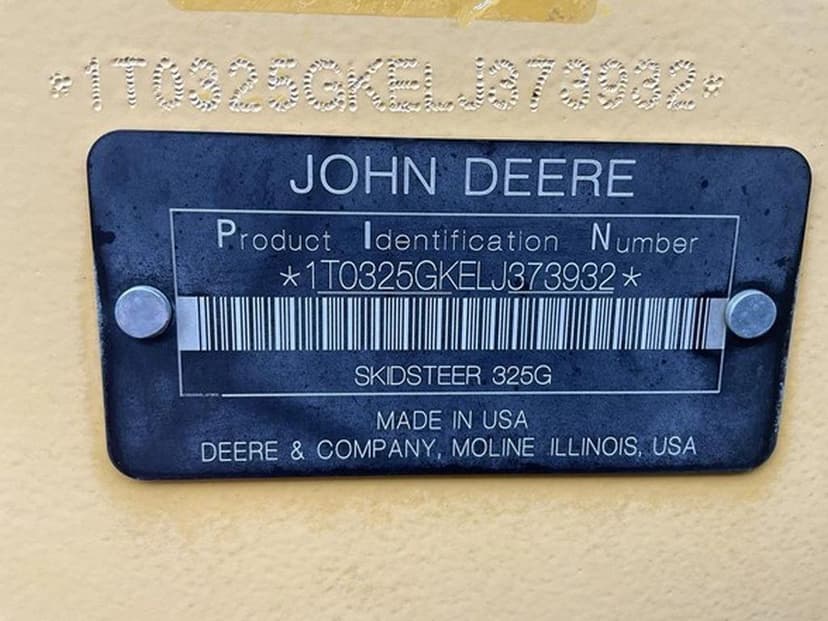 *1T0325GKELJ373932*
JOHN DEERE
Product Identification Number
*1T0325GKELJ373932*
SKIDSTEER 325G
MADE IN USA
DEERE & COMPANY, MOLINE ILLINOIS, USA